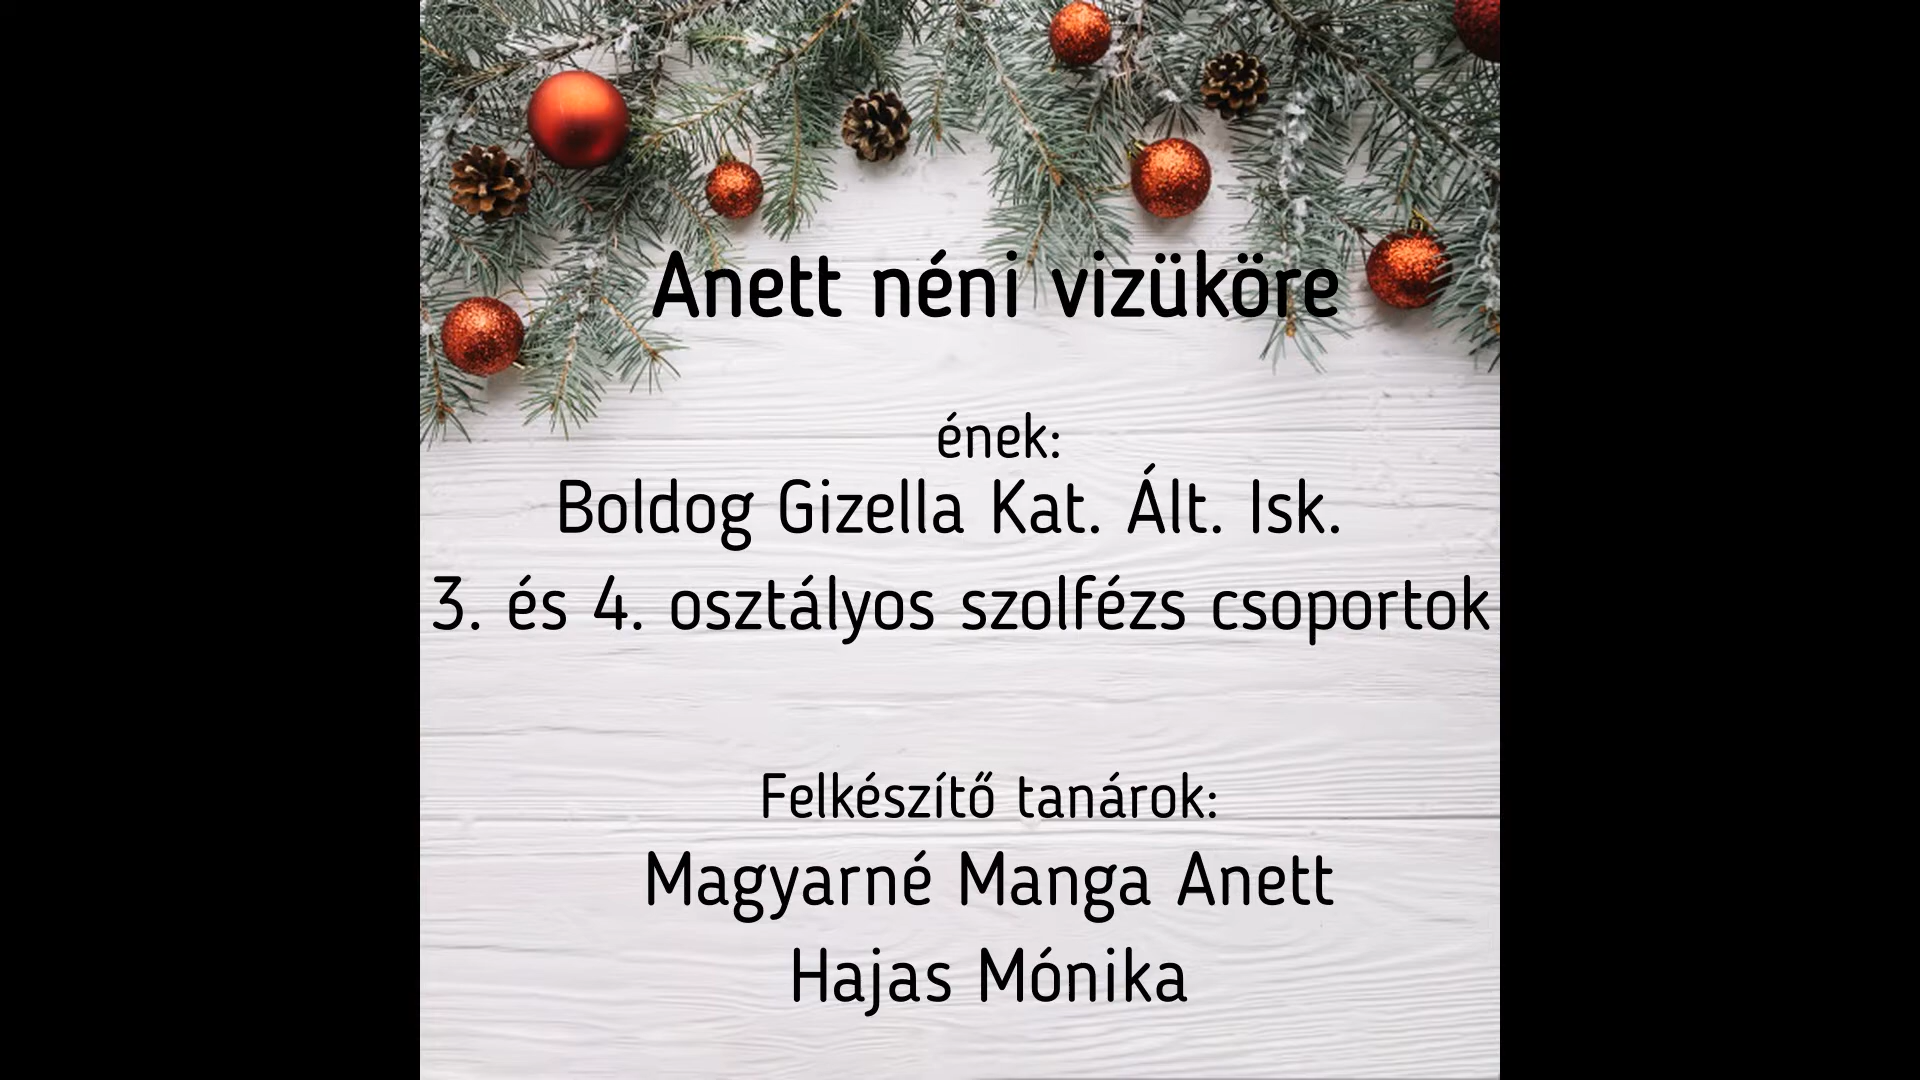 Anett néni vizüköre
ének:
Boldog Gizella Kat. Ált. Isk.
3. és 4. osztályos szolfézs csoportok
Felkészítő tanárok:
Magyarné Manga Anett
Hajas Mónika